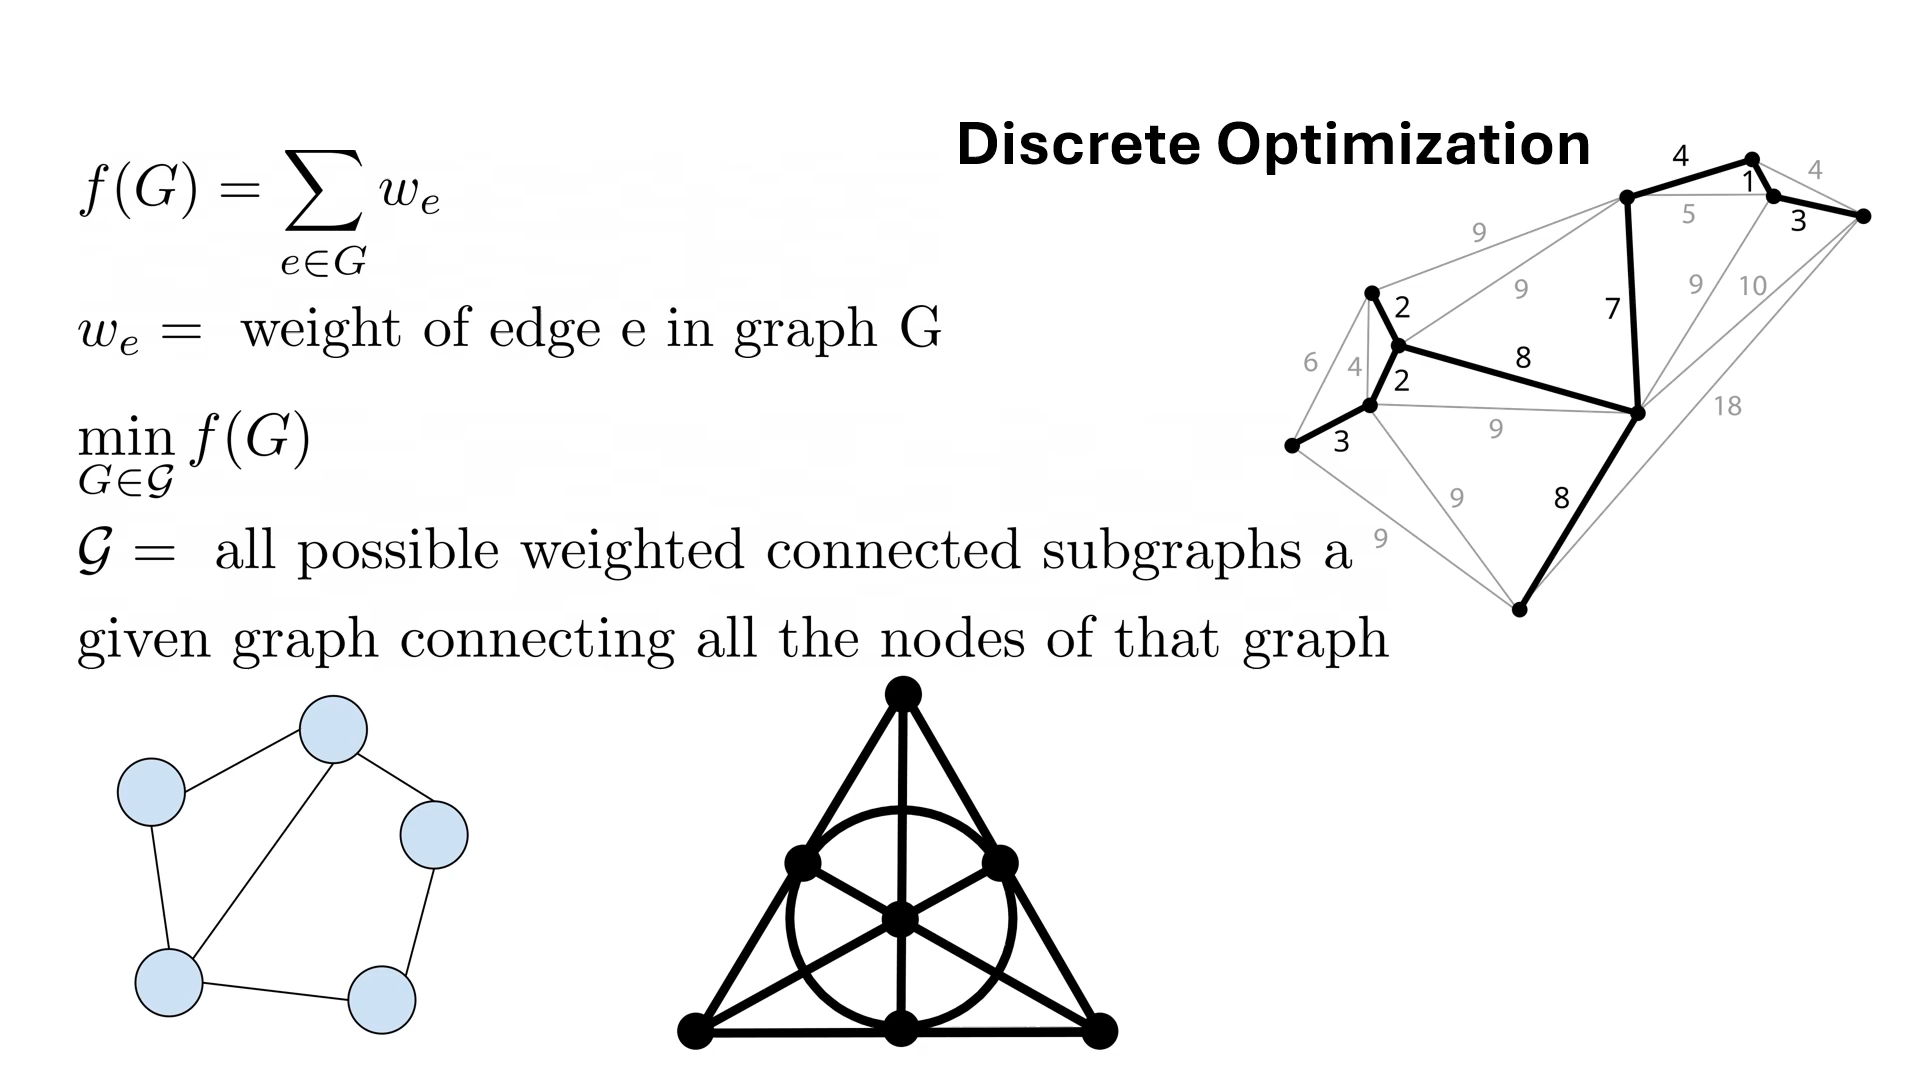 Discrete Optimization
f(G) = ∑ w_e
e∈G
w_e = weight of edge e in graph G
min f(G)
G∈𝒢
𝒢 = all possible weighted connected subgraphs a
given graph connecting all the nodes of that graph
4
4
1
5
3
9
9
9
10
7
2
8
6
4
2
18
9
3
9
8
9